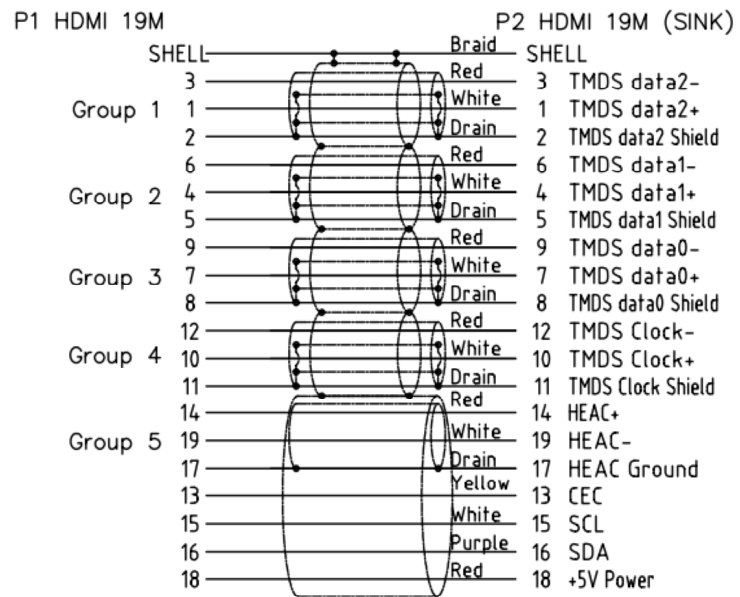 P1 HDMI 19M P2 HDMI 19M (SINK)
SHELL Braid SHELL
3 Red 3 TMDS data2-
Group 1 1 White 1 TMDS data2+
2 Drain 2 TMDS data2 Shield
6 Red 6 TMDS data1-
Group 2 4 White 4 TMDS data1+
5 Drain 5 TMDS data1 Shield
9 Red 9 TMDS data0-
Group 3 7 White 7 TMDS data0+
8 Drain 8 TMDS data0 Shield
12 Red 12 TMDS Clock-
Group 4 10 White 10 TMDS Clock+
11 Drain 11 TMDS Clock Shield
14 Red 14 HEAC+
Group 5 19 White 19 HEAC-
17 Drain 17 HEAC Ground
13 Yellow 13 CEC
15 White 15 SCL
16 Purple 16 SDA
18 Red 18 +5V Power